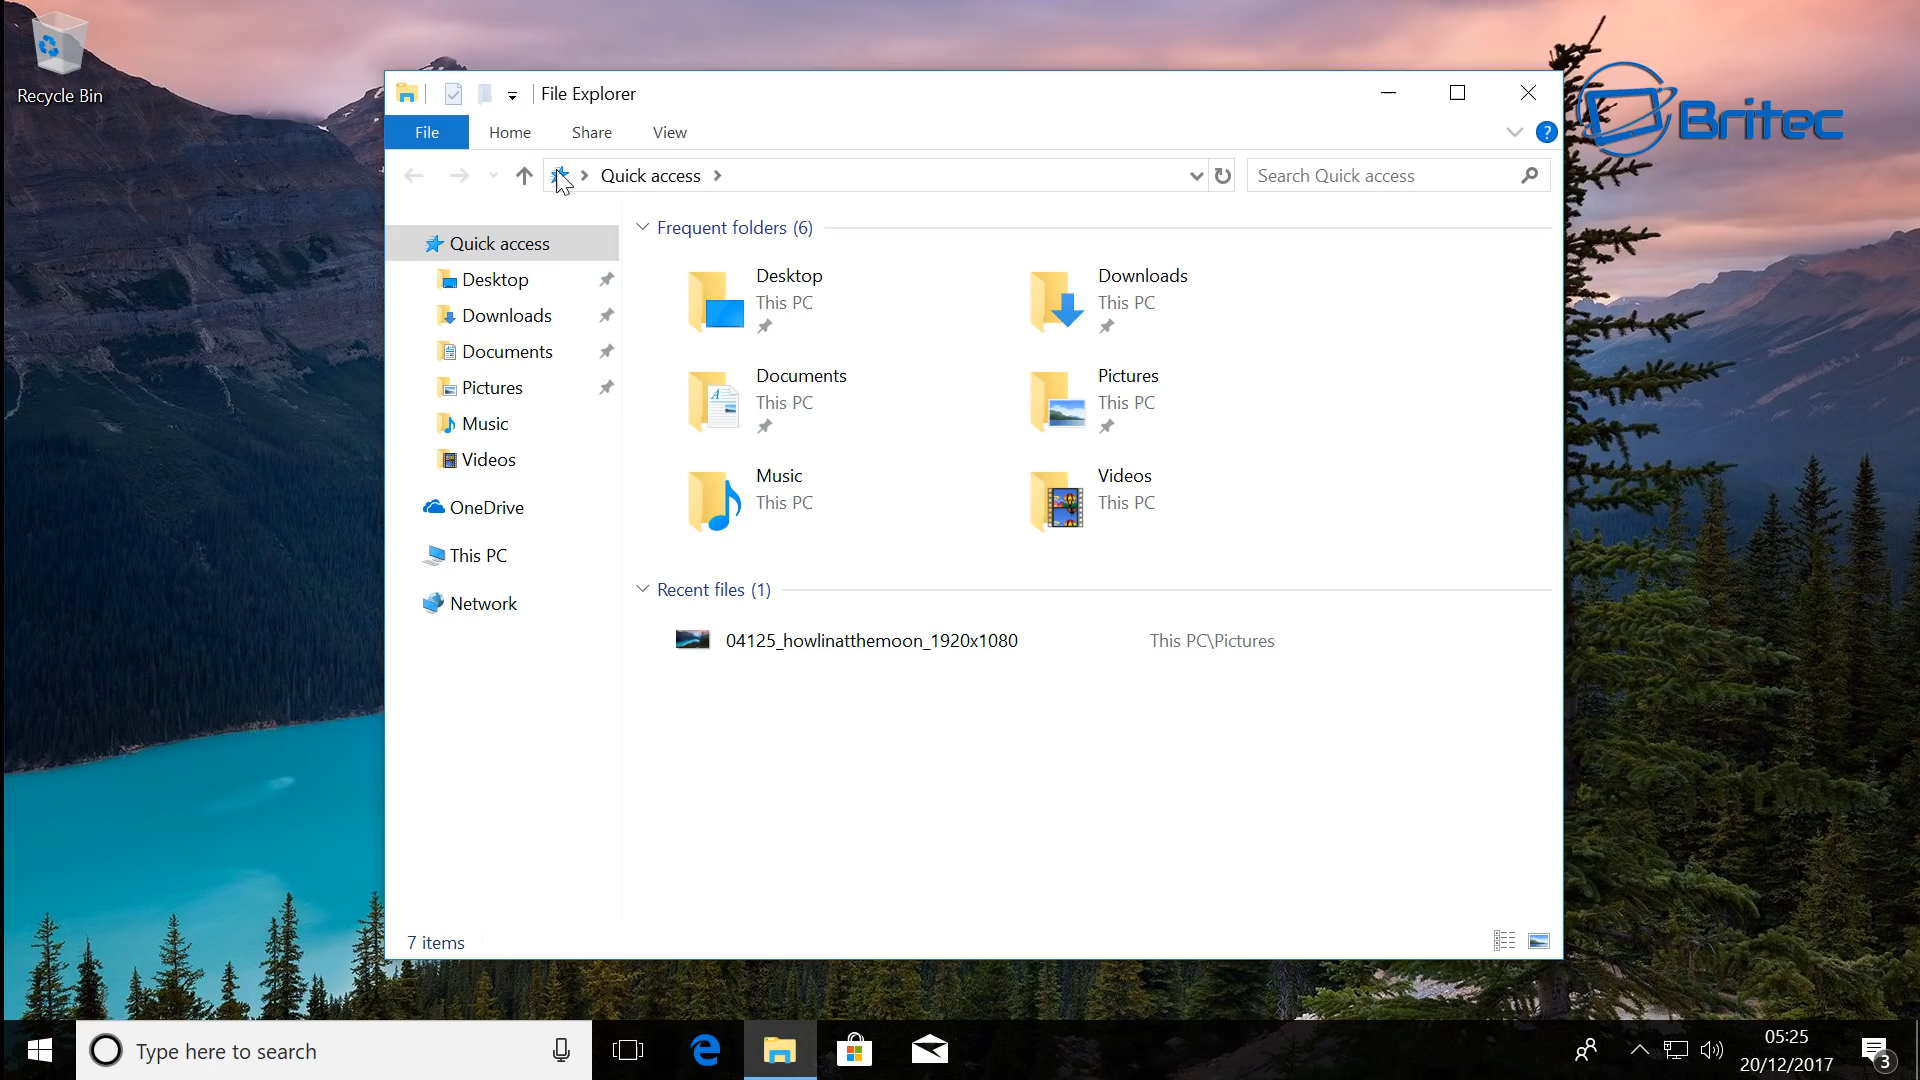 Recycle Bin
File Explorer
Britec
File Home Share View
Quick access
Search Quick access
Quick access
Desktop
Downloads
Documents
Pictures
Music
Videos
OneDrive
This PC
Network
Frequent folders (6)
Desktop
This PC
Downloads
This PC
Documents
This PC
Pictures
This PC
Music
This PC
Videos
This PC
Recent files (1)
04125_howlinatthemoon_1920x1080 This PC\Pictures
7 items
Type here to search
05:25
20/12/2017
3